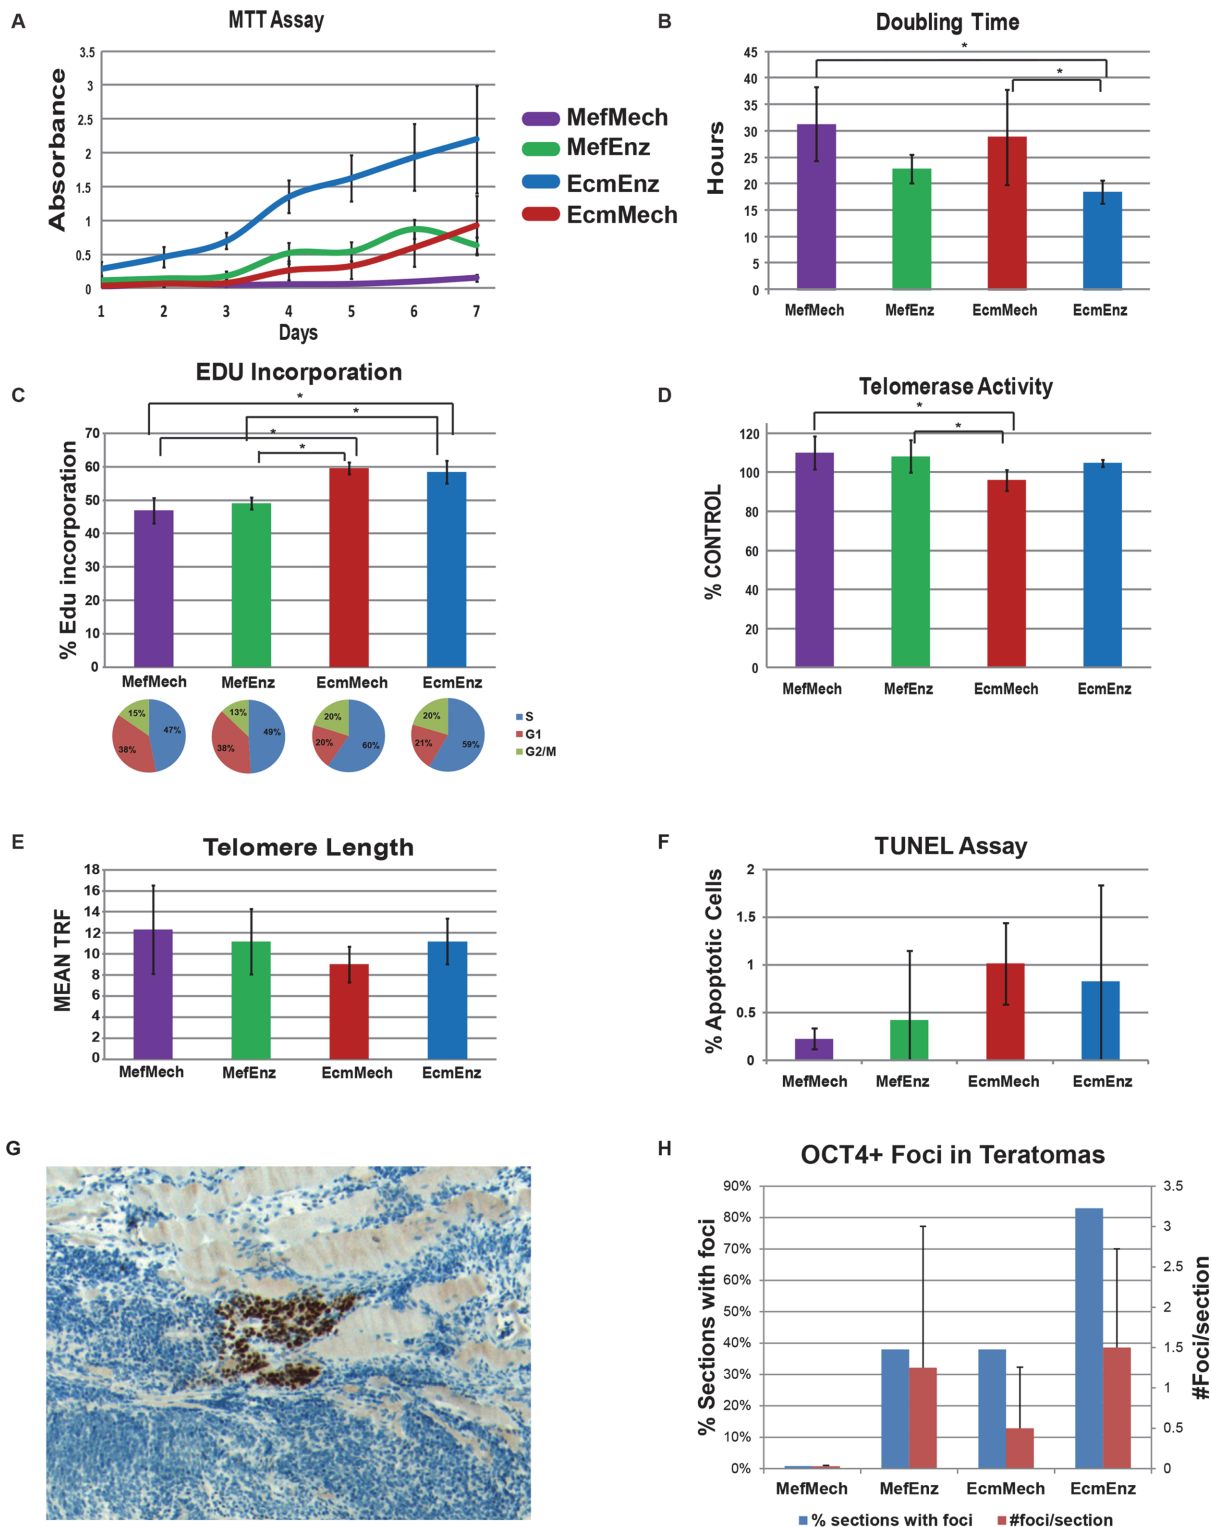 A
MTT Assay
Absorbance
3.5
3
2.5
2
1.5
1
0.5
0
1 2 3 4 5 6 7
Days
MefMech
MefEnz
EcmEnz
EcmMech
B
Doubling Time
Hours
45
40
35
30
25
20
15
10
5
0
* *
MefMech MefEnz EcmMech EcmEnz
C
EDU Incorporation
% Edu incorporation
70
60
50
40
30
20
10
0
* * * *
MefMech MefEnz EcmMech EcmEnz
15% 47% 38%
13% 49% 38%
20% 60% 20%
20% 59% 21%
S
G1
G2/M
D
Telomerase Activity
% CONTROL
120
100
80
60
40
20
0
* *
MefMech MefEnz EcmMech EcmEnz
E
Telomere Length
MEAN TRF
18
16
14
12
10
8
6
4
2
0
MefMech MefEnz EcmMech EcmEnz
F
TUNEL Assay
% Apoptotic Cells
2
1.5
1
0.5
0
MefMech MefEnz EcmMech EcmEnz
G
H
OCT4+ Foci in Teratomas
% Sections with foci
90%
80%
70%
60%
50%
40%
30%
20%
10%
0%
3.5
3
2.5
2
1.5
1
0.5
0
#Foci/section
MefMech MefEnz EcmMech EcmEnz
% sections with foci #foci/section